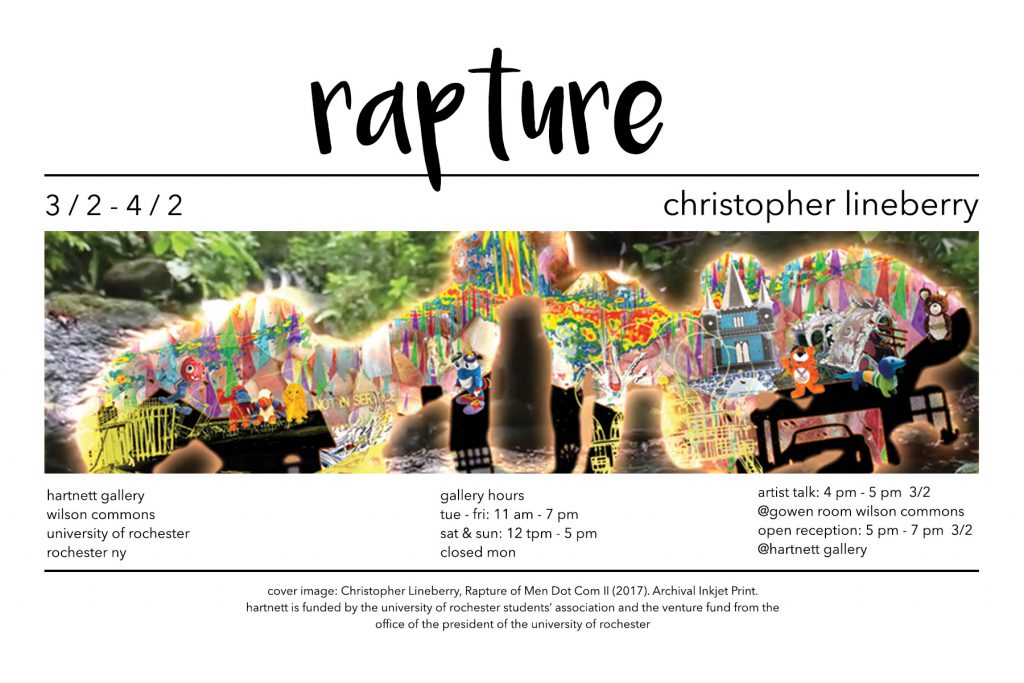 rapture
3 / 2 - 4 / 2
christopher lineberry
NOT IN SERVICE
hartnett gallery
wilson commons
university of rochester
rochester ny
gallery hours
tue - fri: 11 am - 7 pm
sat & sun: 12 tpm - 5 pm
closed mon
artist talk: 4 pm - 5 pm 3/2
@gowen room wilson commons
open reception: 5 pm - 7 pm 3/2
@hartnett gallery
cover image: Christopher Lineberry, Rapture of Men Dot Com II (2017). Archival Inkjet Print.
hartnett is funded by the university of rochester students' association and the venture fund from the
office of the president of the university of rochester